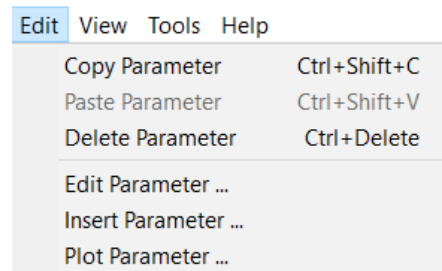 Edit View Tools Help
Copy Parameter Ctrl+Shift+C
Paste Parameter Ctrl+Shift+V
Delete Parameter Ctrl+Delete
Edit Parameter ...
Insert Parameter ...
Plot Parameter ...